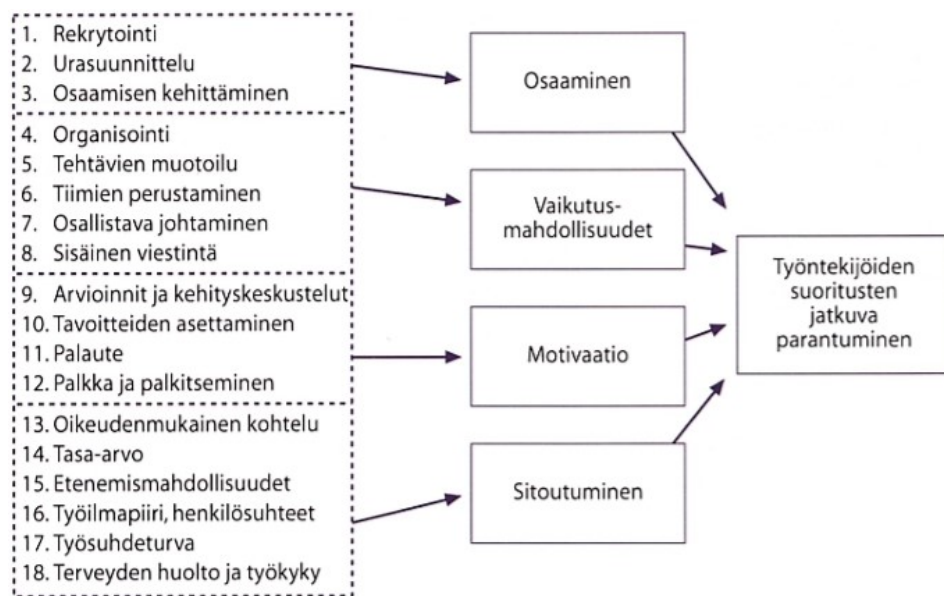 1. Rekrytointi
2. Urasuunnittelu
3. Osaamisen kehittäminen
4. Organisointi
5. Tehtävien muotoilu
6. Tiimien perustaminen
7. Osallistava johtaminen
8. Sisäinen viestintä
9. Arvioinnit ja kehityskeskustelut
10. Tavoitteiden asettaminen
11. Palaute
12. Palkka ja palkitseminen
13. Oikeudenmukainen kohtelu
14. Tasa-arvo
15. Etenemismahdollisuudet
16. Työilmapiiri, henkilösuhteet
17. Työsuhdeturva
18. Terveyden huolto ja työkyky
Osaaminen
Vaikutus-
mahdollisuudet
Motivaatio
Sitoutuminen
Työntekijöiden
suoritusten
jatkuva
parantuminen